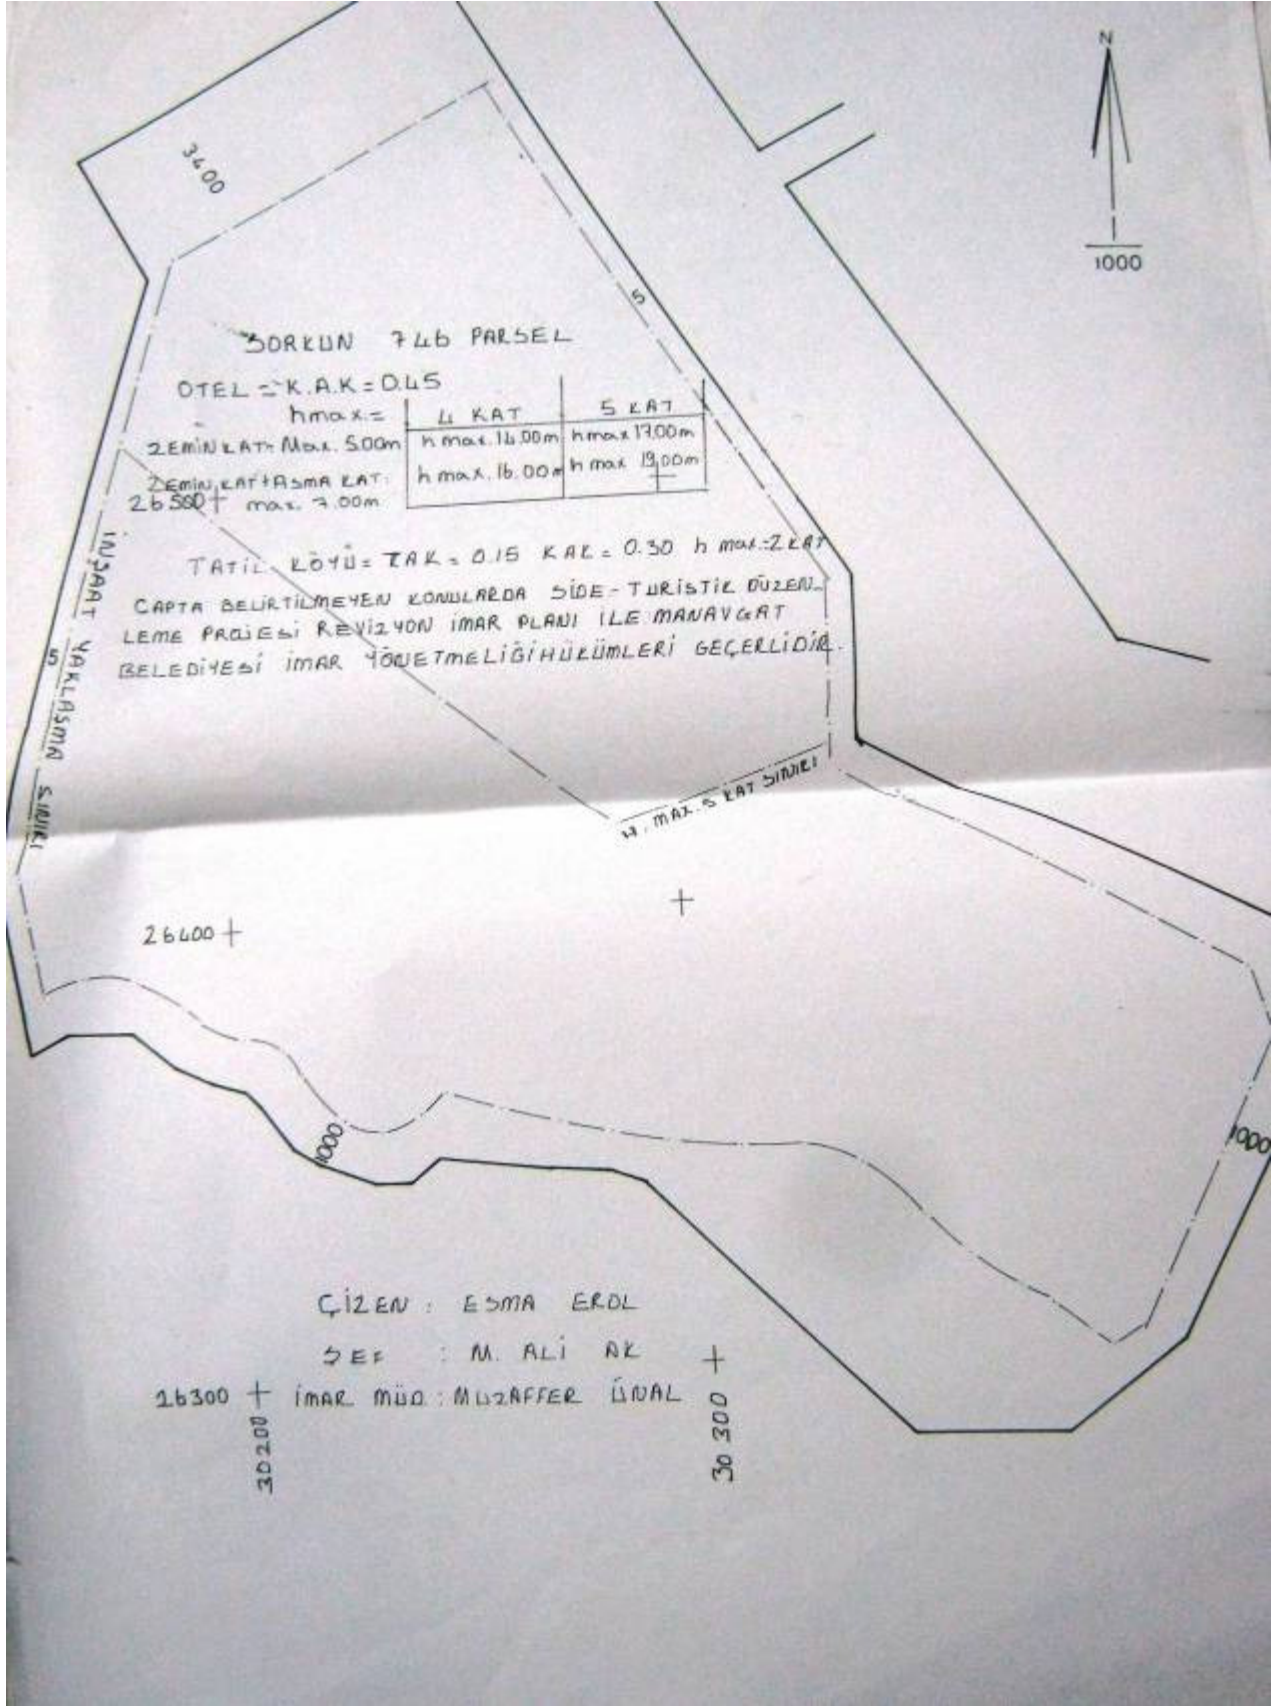 N
1000
3400
5
SORKUN 746 PARSEL
OTEL = K.A.K = 0.45
hmax. = 4 KAT 5 KAT
ZEMİN KAT= Max. 5.00m h max. 14.00m h max 17.00m
ZEMİN KAT+ASMA KAT: h max. 16.00m h max 19.00m
26500 max. 7.00m
TATİL KÖYÜ= TAK = 0.15 KAK = 0.30 h max.=2 KAT
ÇAPTA BELİRTİLMEYEN KONULARDA SİDE-TURİSTİK DÜZEN-
LEME PROJESİ REVİZYON İMAR PLANI İLE MANAVGAT
BELEDİYESİ İMAR YÖNETMELİĞİ HÜKÜMLERİ GEÇERLİDİR.
5
İNŞAAT YAKLAŞMA SINIRI
H. MAX. 5 KAT SINIRI
26400
1000
1000
ÇİZEN : ESMA EROL
ŞEF : M. ALİ AK
26300 İMAR MÜD : MUZAFFER ÜNAL
30200
30300